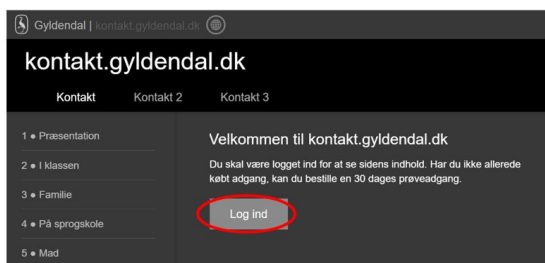 Gyldendal | kontakt.gyldendal.dk
kontakt.gyldendal.dk
Kontakt Kontakt 2 Kontakt 3
1 • Præsentation
2 • I klassen
3 • Familie
4 • På sprogskole
5 • Mad
Velkommen til kontakt.gyldendal.dk
Du skal være logget ind for at se sidens indhold. Har du ikke allerede
købt adgang, kan du bestille en 30 dages prøveadgang.
Log ind